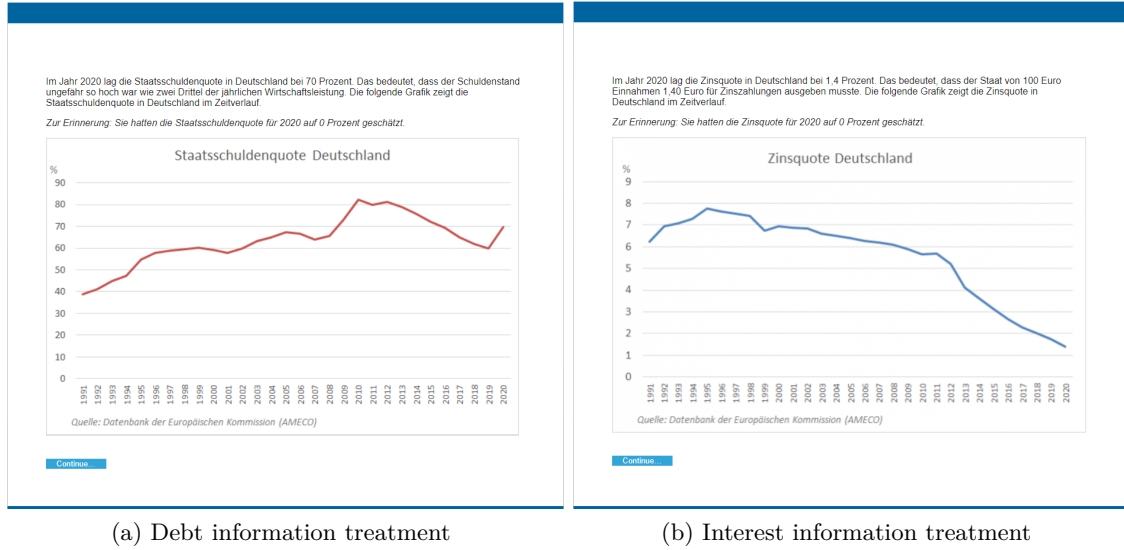 Im Jahr 2020 lag die Staatsschuldenquote in Deutschland bei 70 Prozent. Das bedeutet, dass der Schuldenstand
ungefähr so hoch war wie zwei Drittel der jährlichen Wirtschaftsleistung. Die folgende Grafik zeigt die
Staatsschuldenquote in Deutschland im Zeitverlauf.
Zur Erinnerung: Sie hatten die Staatsschuldenquote für 2020 auf 0 Prozent geschätzt.
Staatsschuldenquote Deutschland
%
90
80
70
60
50
40
30
20
10
0
1991 1992 1993 1994 1995 1996 1997 1998 1999 2000 2001 2002 2003 2004 2005 2006 2007 2008 2009 2010 2011 2012 2013 2014 2015 2016 2017 2018 2019 2020
Quelle: Datenbank der Europäischen Kommission (AMECO)
Continue...
(a) Debt information treatment
Im Jahr 2020 lag die Zinsquote in Deutschland bei 1,4 Prozent. Das bedeutet, dass der Staat von 100 Euro
Einnahmen 1,40 Euro für Zinszahlungen ausgeben musste. Die folgende Grafik zeigt die Zinsquote in
Deutschland im Zeitverlauf.
Zur Erinnerung: Sie hatten die Zinsquote für 2020 auf 0 Prozent geschätzt.
Zinsquote Deutschland
%
9
8
7
6
5
4
3
2
1
0
1991 1992 1993 1994 1995 1996 1997 1998 1999 2000 2001 2002 2003 2004 2005 2006 2007 2008 2009 2010 2011 2012 2013 2014 2015 2016 2017 2018 2019 2020
Quelle: Datenbank der Europäischen Kommission (AMECO)
Continue...
(b) Interest information treatment